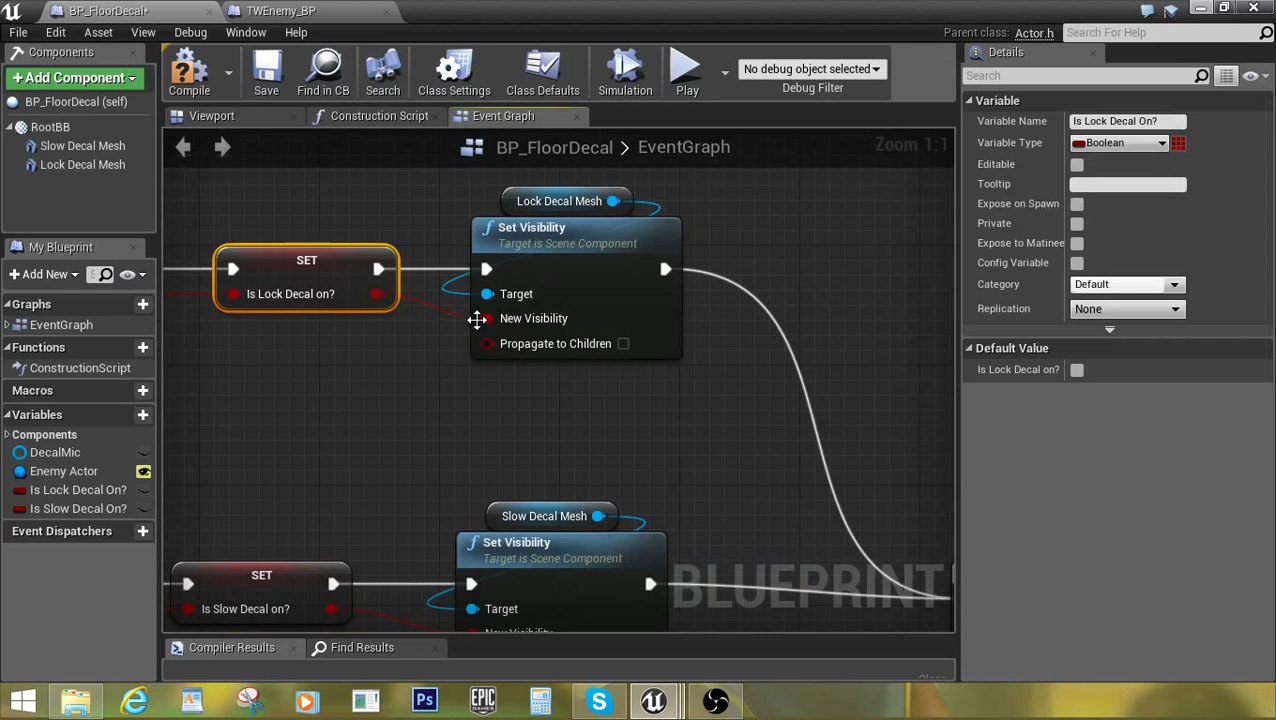 BP_FloorDecal*
TWEnemy_BP
File
Edit
Asset
View
Debug
Window
Help
Parent class:
Actor.h
Search For Help
Components
Add Component
BP_FloorDecal (self)
RootBB
Slow Decal Mesh
Lock Decal Mesh
Compile
Save
Find in CB
Search
Class Settings
Class Defaults
Simulation
Play
No debug object selected
Debug Filter
Viewport
Construction Script
Event Graph
BP_FloorDecal > EventGraph
Zoom 1:1
Lock Decal Mesh
f Set Visibility
Target is Scene Component
Target
New Visibility
Propagate to Children
SET
Is Lock Decal on?
Slow Decal Mesh
f Set Visibility
Target is Scene Component
Target
New Visibility
SET
Is Slow Decal on?
BLUEPRINT
My Blueprint
Add New
S
Graphs
EventGraph
Functions
ConstructionScript
Macros
Variables
Components
DecalMic
Enemy Actor
Is Lock Decal On?
Is Slow Decal On?
Event Dispatchers
Compiler Results
Find Results
Details
Search
Variable
Variable Name
Is Lock Decal On?
Variable Type
Boolean
Editable
Tooltip
Expose on Spawn
Private
Expose to Matinee
Config Variable
Category
Default
Replication
None
Default Value
Is Lock Decal on?
Ps
EPIC
GAMES